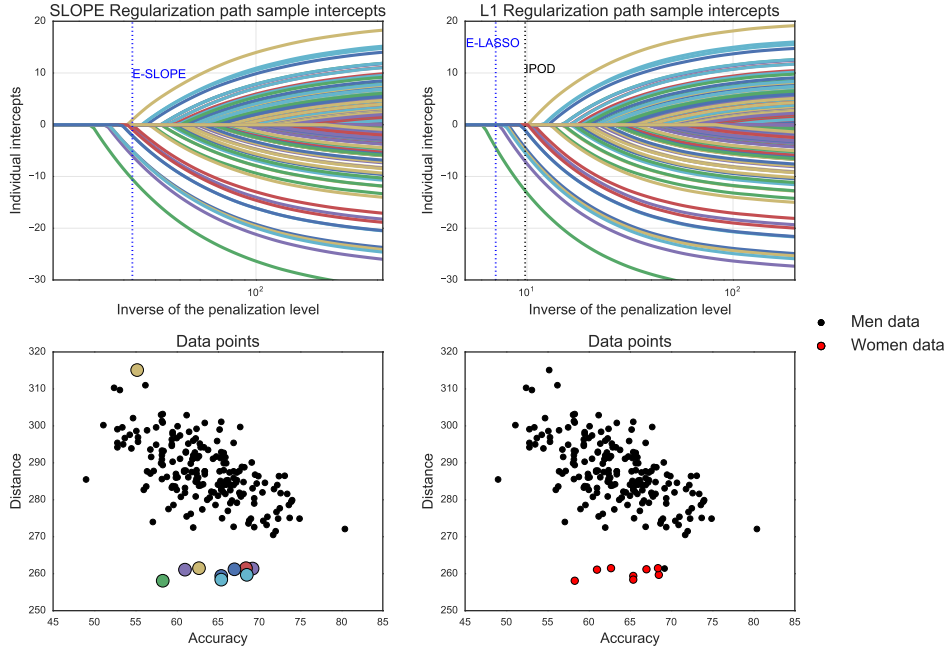 SLOPE Regularization path sample intercepts
L1 Regularization path sample intercepts
20
10
0
−10
−20
−30
Individual intercepts
E-SLOPE
10²
Inverse of the penalization level
20
10
0
−10
−20
−30
Individual intercepts
E-LASSO
IPOD
10¹
10²
Inverse of the penalization level
Men data
Women data
Data points
320
310
300
290
280
270
260
250
Distance
45 50 55 60 65 70 75 80 85
Accuracy
Data points
320
310
300
290
280
270
260
250
Distance
45 50 55 60 65 70 75 80 85
Accuracy